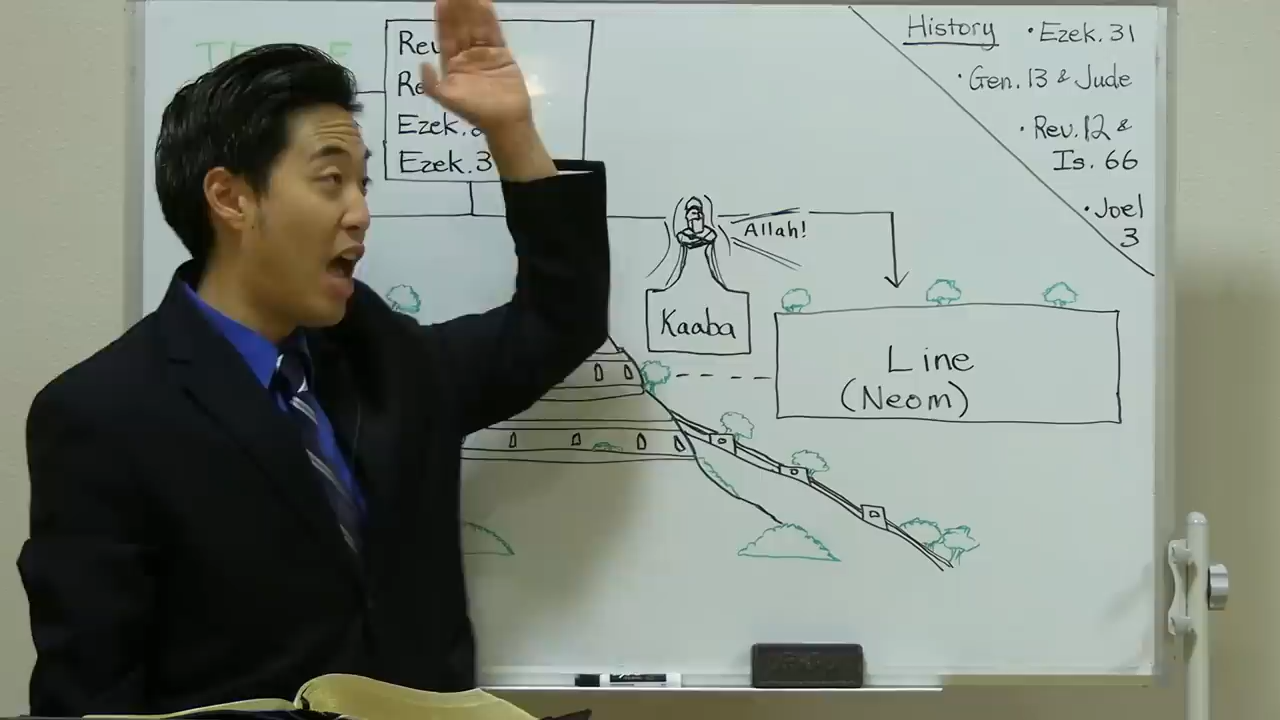 History
· Ezek. 31
· Gen. 13 & Jude
· Rev. 12 &
Is. 66
· Joel
3
Ezek.
Ezek. 3
Allah!
Kaaba
Line
(Neom)